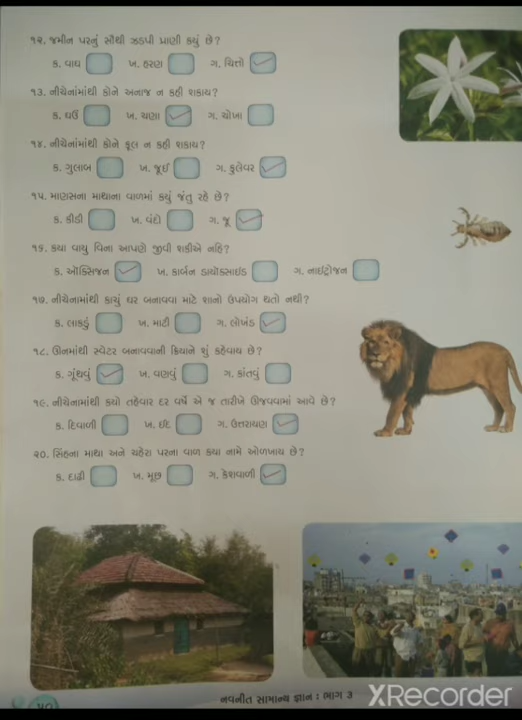 ૧૨. જમીન પરનું સૌથી ઝડપી પ્રાણી કયું છે?
ક. વાઘ ખ. હરણ ગ. ચિત્તો
૧૩. નીચેનાંમાંથી કોને અનાજ ન કહી શકાય?
ક. ઘઉં ખ. ચણા ગ. ચોખા
૧૪. નીચેનાંમાંથી કોને ફૂલ ન કહી શકાય?
ક. ગુલાબ ખ. જૂઈ ગ. ફુલેવર
૧૫. માણસના માથાના વાળમાં કયું જંતુ રહે છે?
ક. કીડી ખ. વંદો ગ. જૂ
૧૬. કયા વાયુ વિના આપણે જીવી શકીએ નહિ?
ક. ઑક્સિજન ખ. કાર્બન ડાયૉક્સાઇડ ગ. નાઈટ્રોજન
૧૭. નીચેનામાંથી કાચું ઘર બનાવવા માટે શાનો ઉપયોગ થતો નથી?
ક. લાકડું ખ. માટી ગ. લોખંડ
૧૮. ઊનમાંથી સ્વેટર બનાવવાની ક્રિયાને શું કહેવાય છે?
ક. ગૂંથવું ખ. વણવું ગ. કાંતવું
૧૯. નીચેનામાંથી કયો તહેવાર દર વર્ષે એ જ તારીખે ઊજવવામાં આવે છે?
ક. દિવાળી ખ. ઈદ ગ. ઉત્તરાયણ
૨૦. સિંહના માથા અને ચહેરા પરના વાળ કયા નામે ઓળખાય છે?
ક. દાઢી ખ. મૂછ ગ. કેશવાળી
૫૦ નવનીત સામાન્ય જ્ઞાન : ભાગ ૩
XRecorder